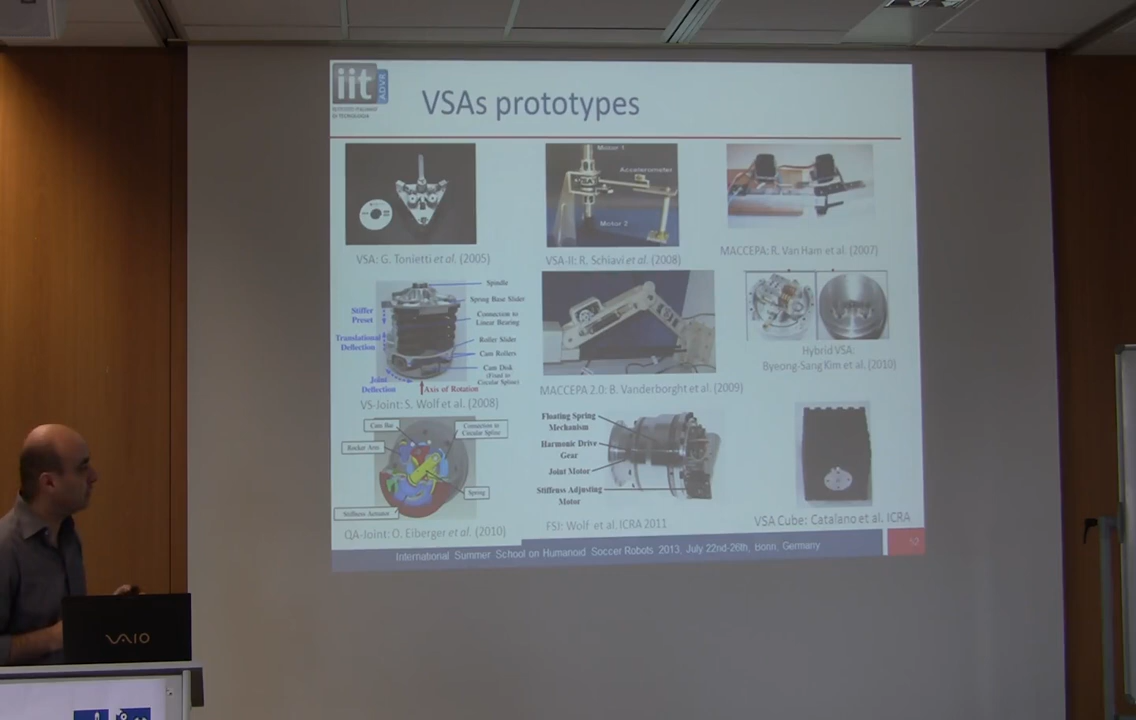 iit
ADVR
ISTITUTO ITALIANO
DI TECNOLOGIA
VSAs prototypes
Motor 1
Accelerometer
Motor 2
VSA: G. Tonietti et al. (2005)
VSA-II: R. Schiavi et al. (2008)
MACCEPA: R. Van Ham et al. (2007)
Spindle
Spring Base Slider
Connection to
Linear Bearing
Roller Slider
Cam Rollers
Cam Disk
(Fixed to
Circular Spline)
Stiffer
Preset
Translational
Deflection
Joint
Deflection
Axis of Rotation
VS-Joint: S. Wolf et al. (2008)
MACCEPA 2.0: B. Vanderborght et al. (2009)
Hybrid VSA:
Byeong-Sang Kim et al. (2010)
Cam Bar
Connection to
Circular Spline
Rocker Arm
Spring
Stiffness Actuator
QA-Joint: O. Eiberger et al. (2010)
Floating Spring
Mechanism
Harmonic Drive
Gear
Joint Motor
Stiffness Adjusting
Motor
FSJ: Wolf et al. ICRA 2011
VSA Cube: Catalano et al. ICRA
International Summer School on Humanoid Soccer Robots 2013, July 22nd-26th, Bonn, Germany
VAIO